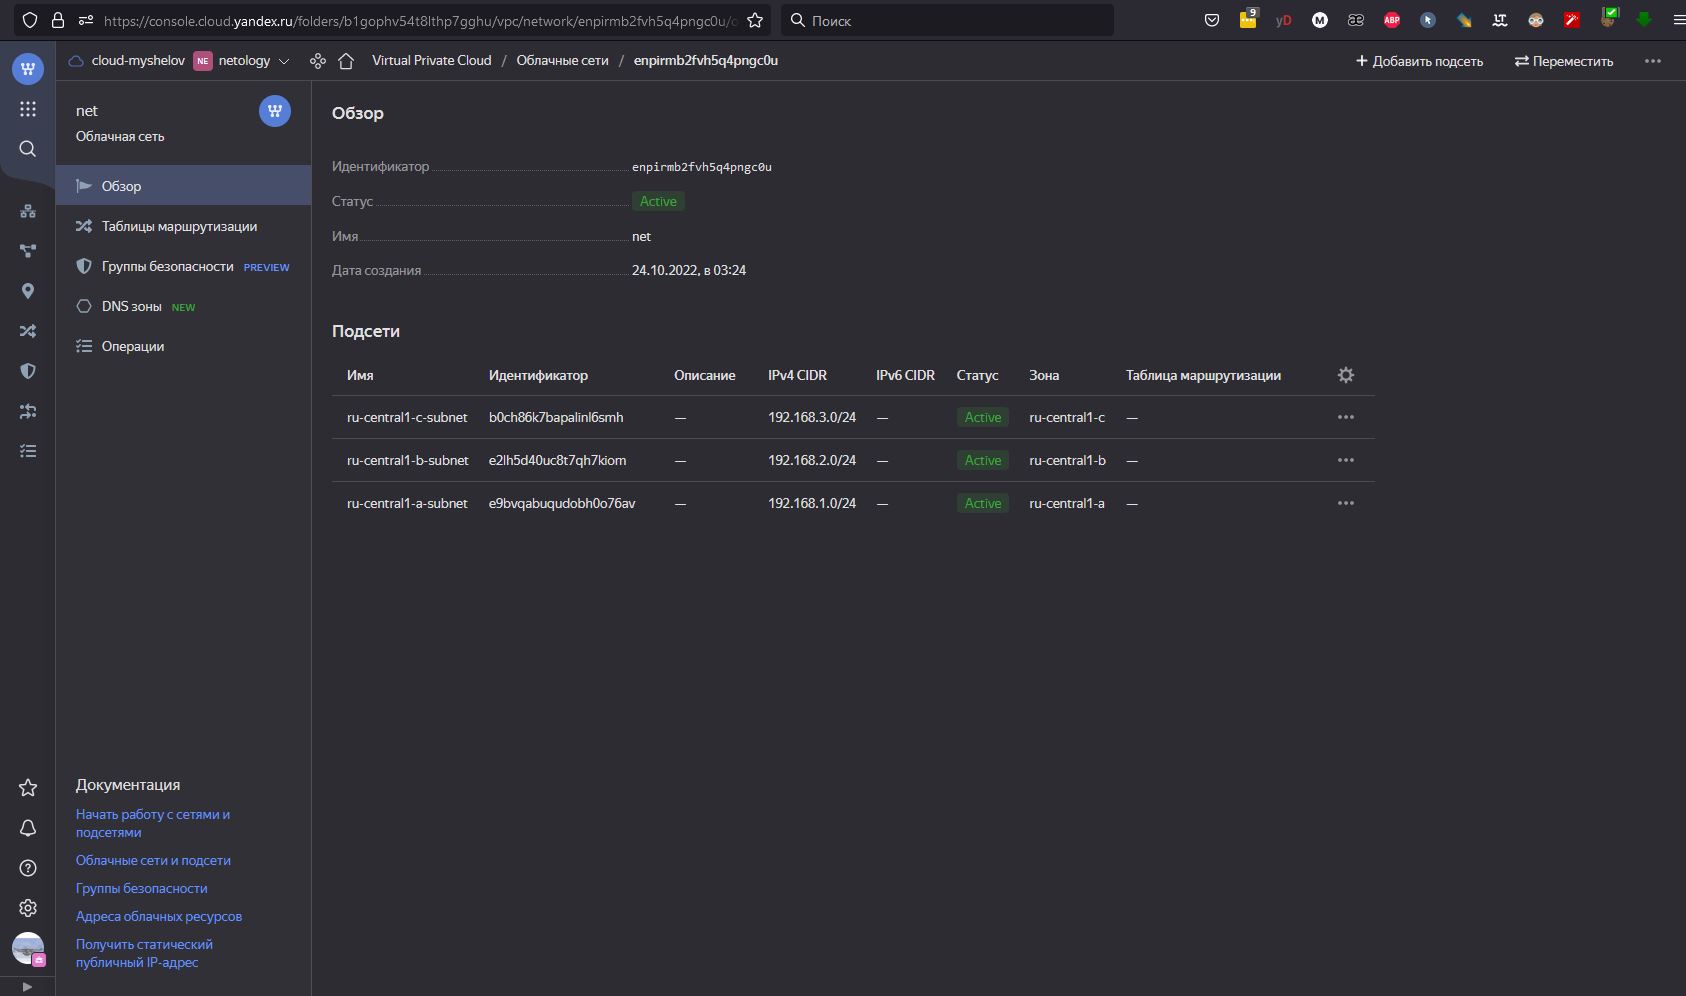 https://console.cloud.yandex.ru/folders/b1gophv54t8lthp7gghu/vpc/network/enpirmb2fvh5q4pngc0u/o
Поиск
9
yD
M
æ
ABP
cloud-myshelov NE netology
Virtual Private Cloud / Облачные сети / enpirmb2fvh5q4pngc0u
Добавить подсеть
Переместить
net
Облачная сеть
Обзор
Таблицы маршрутизации
Группы безопасности PREVIEW
DNS зоны NEW
Операции
Документация
Начать работу с сетями и
подсетями
Облачные сети и подсети
Группы безопасности
Адреса облачных ресурсов
Получить статический
публичный IP-адрес
Обзор
Идентификатор enpirmb2fvh5q4pngc0u
Статус Active
Имя net
Дата создания 24.10.2022, в 03:24
Подсети
Имя Идентификатор Описание IPv4 CIDR IPv6 CIDR Статус Зона Таблица маршрутизации
ru-central1-c-subnet b0ch86k7bapalinl6smh — 192.168.3.0/24 — Active ru-central1-c —
ru-central1-b-subnet e2lh5d40uc8t7qh7kiom — 192.168.2.0/24 — Active ru-central1-b —
ru-central1-a-subnet e9bvqabuqudobh0o76av — 192.168.1.0/24 — Active ru-central1-a —